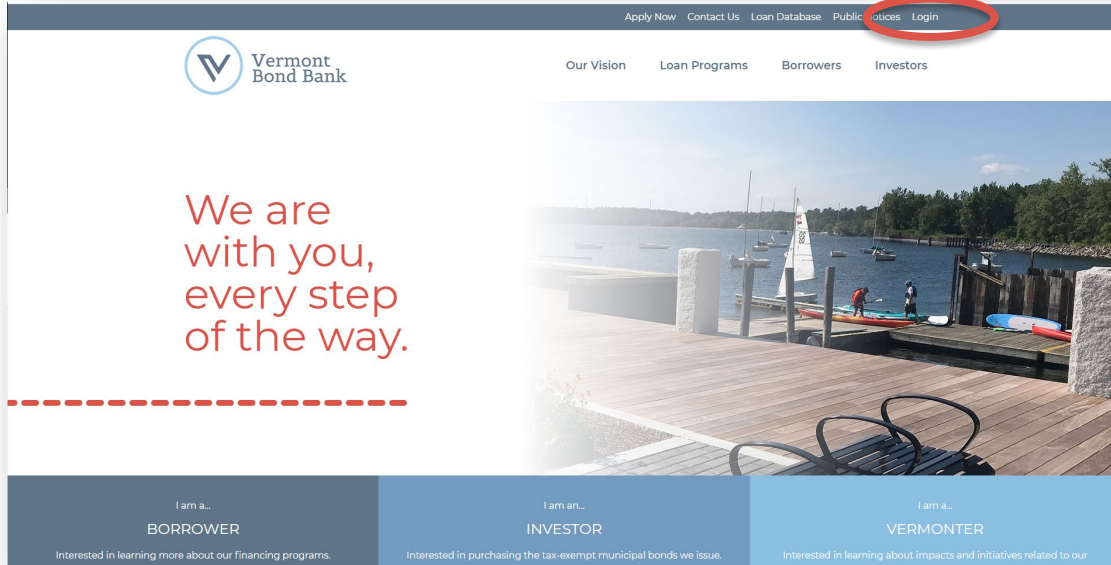 Apply Now Contact Us Loan Database Public Notices Login
Vermont
Bond Bank
Our Vision Loan Programs Borrowers Investors
We are
with you,
every step
of the way.
I am a...
BORROWER
Interested in learning more about our financing programs.
I am an...
INVESTOR
Interested in purchasing the tax-exempt municipal bonds we issue.
I am a...
VERMONTER
Interested in learning about impacts and initiatives related to our